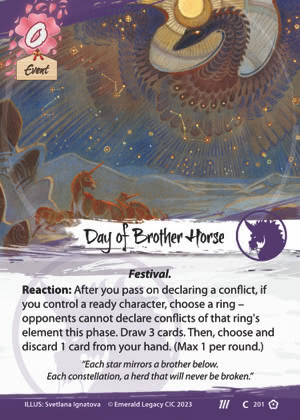 0
Event
Day of Brother Horse
Festival.
Reaction: After you pass on declaring a conflict, if
you control a ready character, choose a ring –
opponents cannot declare conflicts of that ring's
element this phase. Draw 3 cards. Then, choose and
discard 1 card from your hand. (Max 1 per round.)
"Each star mirrors a brother below.
Each constellation, a herd that will never be broken."
ILLUS: Svetlana Ignatova © Emerald Legacy CIC 2023
C 201